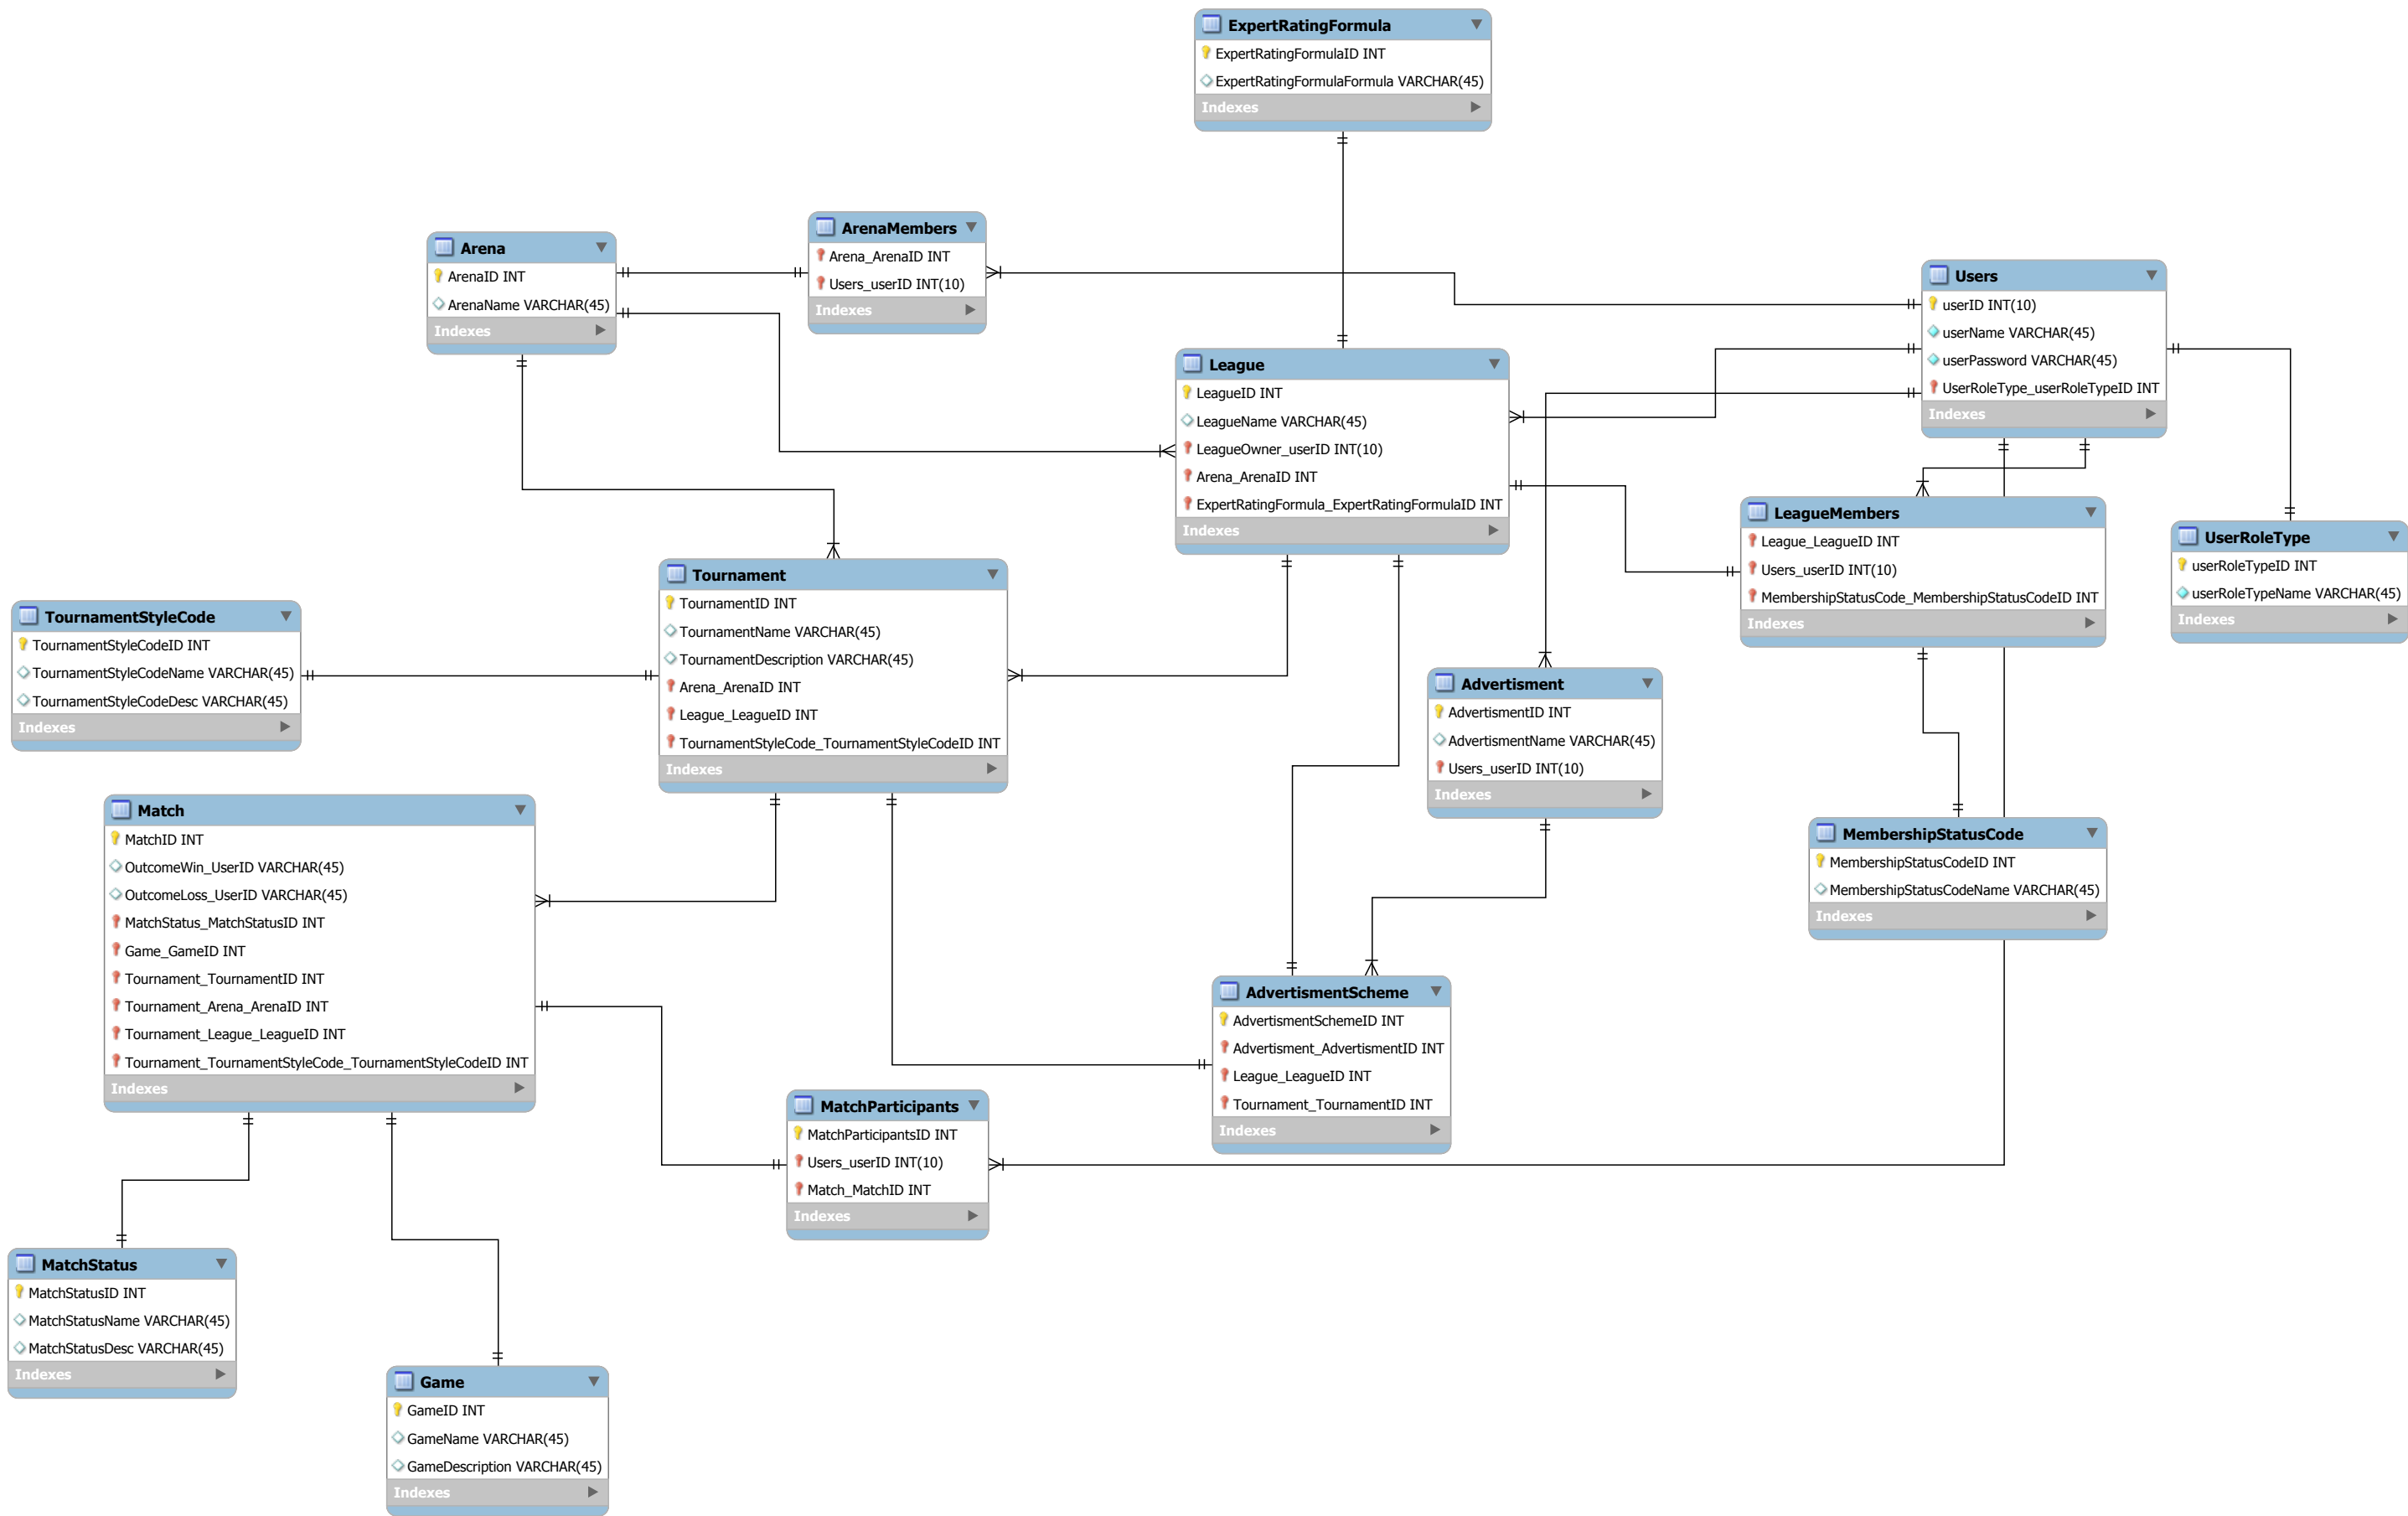 ExpertRatingFormula
ExpertRatingFormulaID INT
ExpertRatingFormulaFormula VARCHAR(45)
Indexes
Arena
ArenaID INT
ArenaName VARCHAR(45)
Indexes
ArenaMembers
Arena_ArenaID INT
Users_userID INT(10)
Indexes
Users
userID INT(10)
userName VARCHAR(45)
userPassword VARCHAR(45)
UserRoleType_userRoleTypeID INT
Indexes
League
LeagueID INT
LeagueName VARCHAR(45)
LeagueOwner_userID INT(10)
Arena_ArenaID INT
ExpertRatingFormula_ExpertRatingFormulaID INT
Indexes
LeagueMembers
League_LeagueID INT
Users_userID INT(10)
MembershipStatusCode_MembershipStatusCodeID INT
Indexes
UserRoleType
userRoleTypeID INT
userRoleTypeName VARCHAR(45)
Indexes
TournamentStyleCode
TournamentStyleCodeID INT
TournamentStyleCodeName VARCHAR(45)
TournamentStyleCodeDesc VARCHAR(45)
Indexes
Tournament
TournamentID INT
TournamentName VARCHAR(45)
TournamentDescription VARCHAR(45)
Arena_ArenaID INT
League_LeagueID INT
TournamentStyleCode_TournamentStyleCodeID INT
Indexes
Advertisment
AdvertismentID INT
AdvertismentName VARCHAR(45)
Users_userID INT(10)
Indexes
Match
MatchID INT
OutcomeWin_UserID VARCHAR(45)
OutcomeLoss_UserID VARCHAR(45)
MatchStatus_MatchStatusID INT
Game_GameID INT
Tournament_TournamentID INT
Tournament_Arena_ArenaID INT
Tournament_League_LeagueID INT
Tournament_TournamentStyleCode_TournamentStyleCodeID INT
Indexes
MembershipStatusCode
MembershipStatusCodeID INT
MembershipStatusCodeName VARCHAR(45)
Indexes
AdvertismentScheme
AdvertismentSchemeID INT
Advertisment_AdvertismentID INT
League_LeagueID INT
Tournament_TournamentID INT
Indexes
MatchParticipants
MatchParticipantsID INT
Users_userID INT(10)
Match_MatchID INT
Indexes
MatchStatus
MatchStatusID INT
MatchStatusName VARCHAR(45)
MatchStatusDesc VARCHAR(45)
Indexes
Game
GameID INT
GameName VARCHAR(45)
GameDescription VARCHAR(45)
Indexes